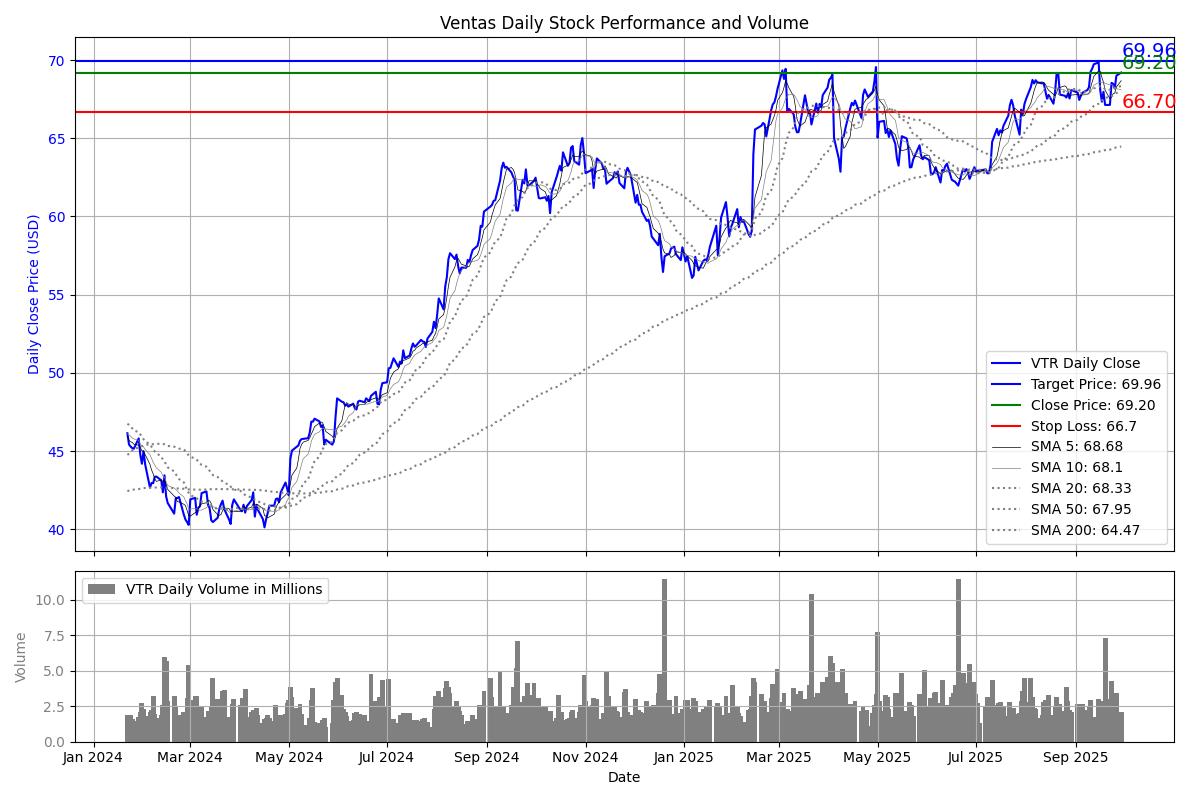 Ventas Daily Stock Performance and Volume
69.96
69.20
66.70
70
65
60
55
50
45
40
Daily Close Price (USD)
VTR Daily Close
Target Price: 69.96
Close Price: 69.20
Stop Loss: 66.7
SMA 5: 68.68
SMA 10: 68.1
SMA 20: 68.33
SMA 50: 67.95
SMA 200: 64.47
VTR Daily Volume in Millions
10.0
7.5
5.0
2.5
0.0
Volume
Jan 2024 Mar 2024 May 2024 Jul 2024 Sep 2024 Nov 2024 Jan 2025 Mar 2025 May 2025 Jul 2025 Sep 2025
Date